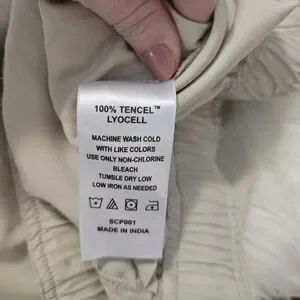 100% TENCEL™
LYOCELL
MACHINE WASH COLD
WITH LIKE COLORS
USE ONLY NON-CHLORINE
BLEACH
TUMBLE DRY LOW
LOW IRON AS NEEDED
SCP001
MADE IN INDIA